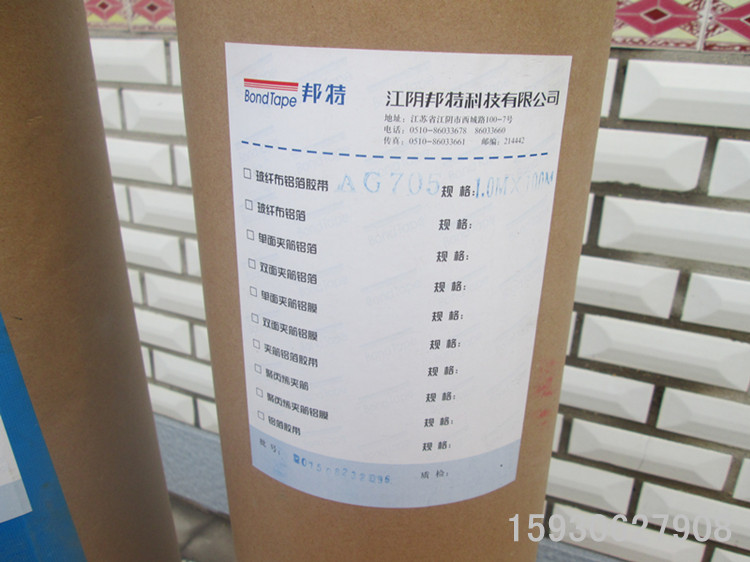 BondTape 邦特
江阴邦特科技有限公司
地址：江苏省江阴市西城路100-7号
电话：0510-86033678 86033660
传真：0510-86033661 邮编：214442
□ 玻纤布铝箔胶带 AG705 规格：1.0M×100M
□ 玻纤布铝箔 规格：
□ 单面夹筋铝箔 规格：
□ 双面夹筋铝箔 规格：
□ 单面夹筋铝膜 规格：
□ 双面夹筋铝膜 规格：
□ 夹筋铝箔胶带 规格：
□ 聚丙烯夹筋 规格：
□ 聚丙烯夹筋铝膜 规格：
□ 铝箔胶带 规格：
批号： 质检：
15936627908